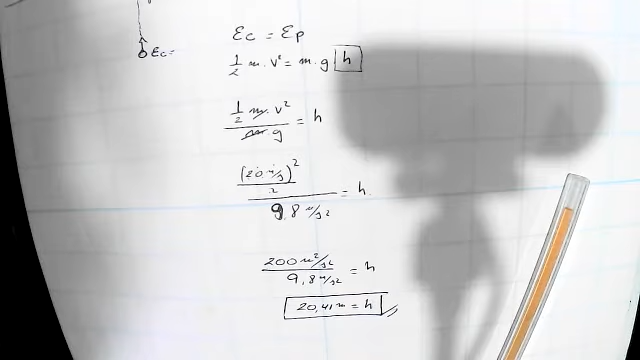 Ec = Ep
Ec =
1/2 m. v² = m. g h
1/2 m. v² / m. g = h
(20 m/s)² / 2 / 9,8 m/s² = h.
200 m²/s² / 9,8 m/s² = h
20,41 m = h